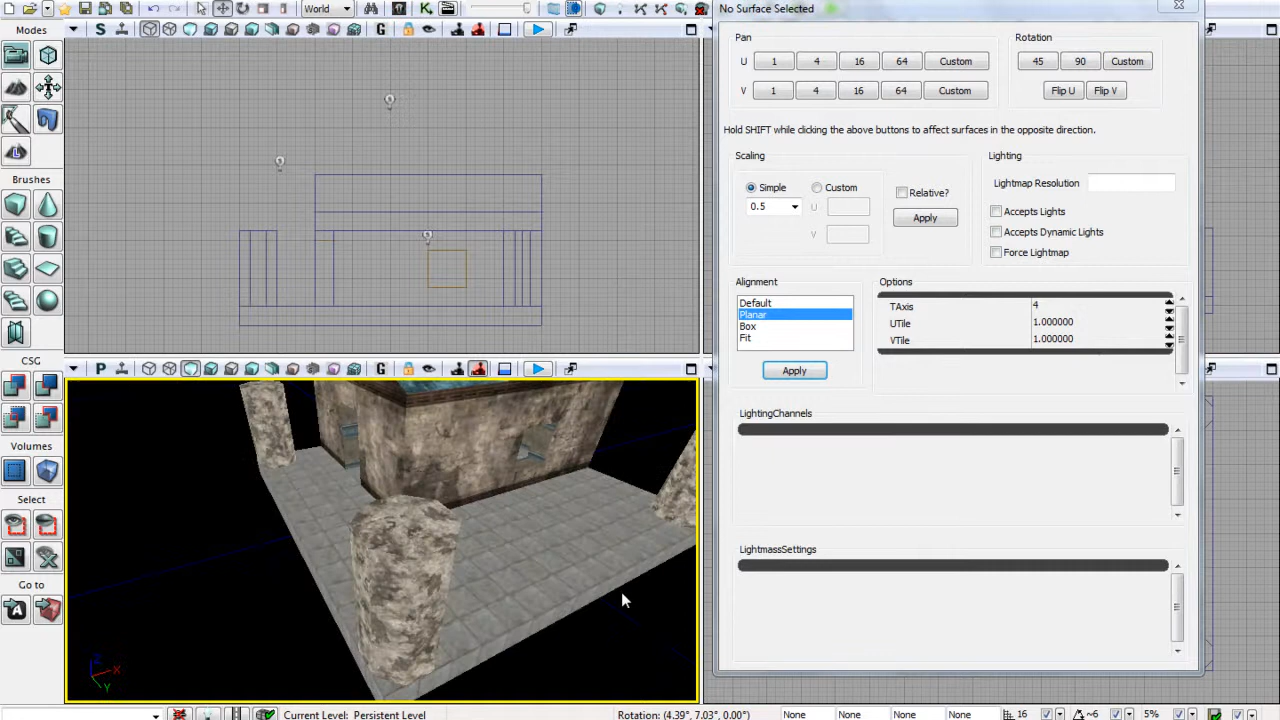 No Surface Selected
World
Modes
S
G
Pan
U 1 4 16 64 Custom
V 1 4 16 64 Custom
Rotation
45 90 Custom
Flip U Flip V
Hold SHIFT while clicking the above buttons to affect surfaces in the opposite direction.
Brushes
Scaling
Simple Custom
0.5
U
V
Relative?
Apply
Lighting
Lightmap Resolution
Accepts Lights
Accepts Dynamic Lights
Force Lightmap
Alignment
Default
Planar
Box
Fit
Apply
Options
TAxis 4
UTile 1.000000
VTile 1.000000
CSG
P
G
LightingChannels
Volumes
Select
LightmassSettings
Go to
A
Z
X
Y
Current Level: Persistent Level
Rotation: (4.39°, 7.03°, 0.00°)
None None None None
16
~6
5%